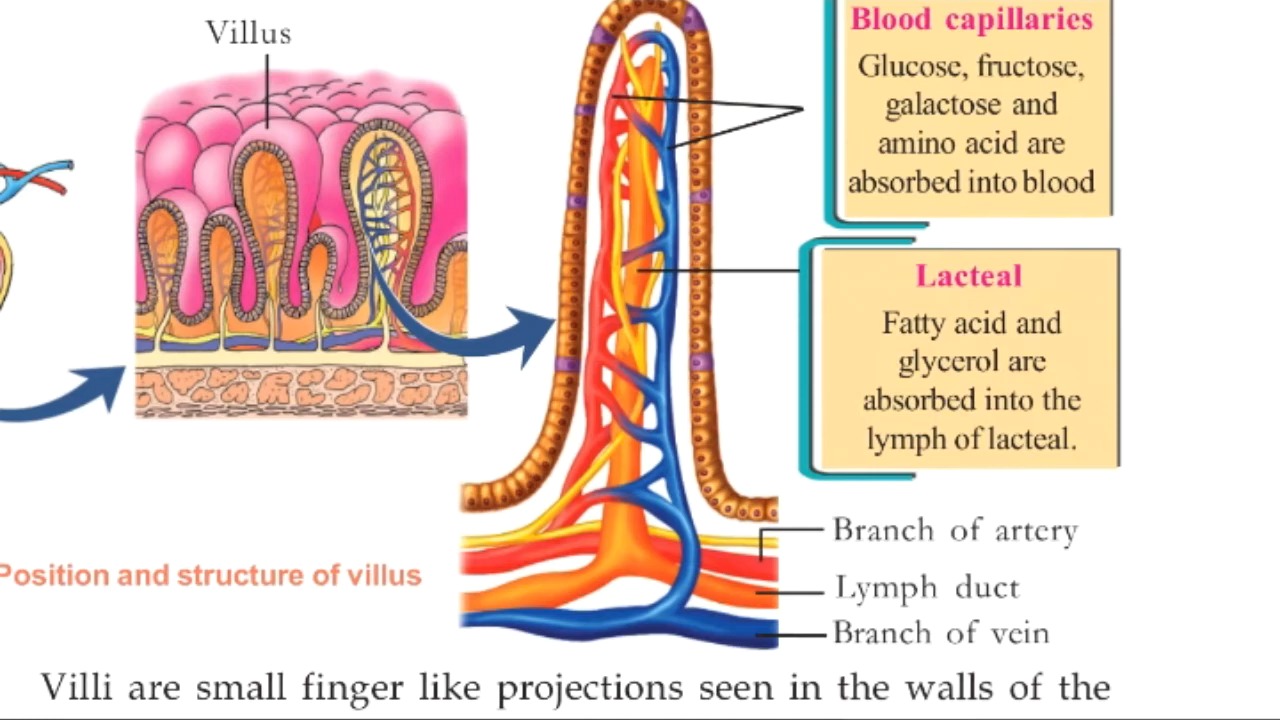 Villus
Blood capillaries
Glucose, fructose,
galactose and
amino acid are
absorbed into blood
Lacteal
Fatty acid and
glycerol are
absorbed into the
lymph of lacteal.
Branch of artery
Lymph duct
Branch of vein
Position and structure of villus
Villi are small finger like projections seen in the walls of the